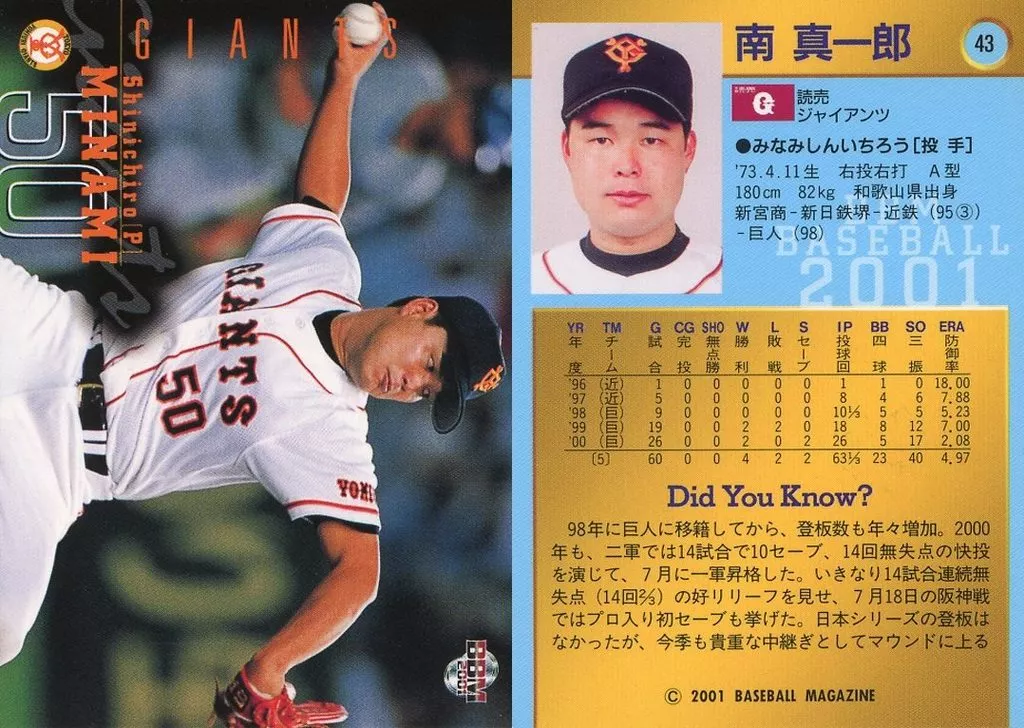 GIANTS
Shinichiro[P]
MINAMI
50
GIANTS
50
YG
BBM
2001
南 真一郎
43
読売
ジャイアンツ
●みなみしんいちろう[投 手]
'73.4.11生 右投右打 A型
180cm 82kg 和歌山県出身
新宮商-新日鉄堺-近鉄(95③)
-巨人(98)
BBM
BASEBALL
2001
YR TM G CG SHO W L S IP BB SO ERA
年度 チーム 試合 完投 無点勝 勝利 敗戦 セーブ 投球回 四球 三振 防御率
'96 (近) 1 0 0 0 0 0 1 1 0 18.00
'97 (近) 5 0 0 0 0 0 8 4 6 7.88
'98 (巨) 9 0 0 0 0 0 10⅓ 5 5 5.23
'99 (巨) 19 0 0 2 2 0 18 8 12 7.00
'00 (巨) 26 0 0 2 0 2 26 5 17 2.08
〔5〕 60 0 0 4 2 2 63⅓ 23 40 4.97
Did You Know?
98年に巨人に移籍してから、登板数も年々増加。2000
年も、二軍では14試合で10セーブ、14回無失点の快投
を演じて、7月に一軍昇格した。いきなり14試合連続無
失点(14回⅔)の好リリーフを見せ、7月18日の阪神戦
ではプロ入り初セーブも挙げた。日本シリーズの登板は
なかったが、今季も貴重な中継ぎとしてマウンドに上る
© 2001 BASEBALL MAGAZINE